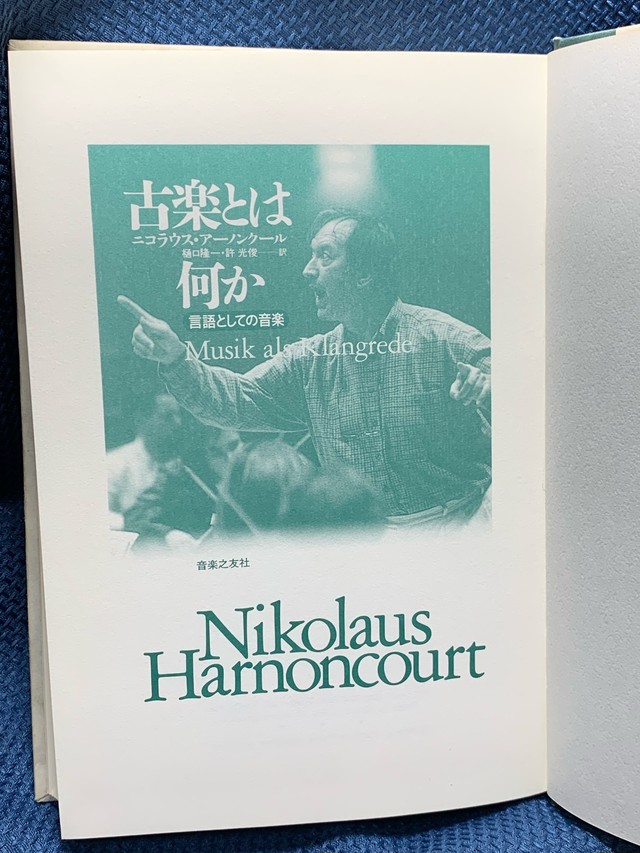 古楽とは
ニコラウス・アーノンクール
樋口隆一・許 光俊──訳
何か
言語としての音楽
Musik als Klangrede
音楽之友社
Nikolaus
Harnoncourt